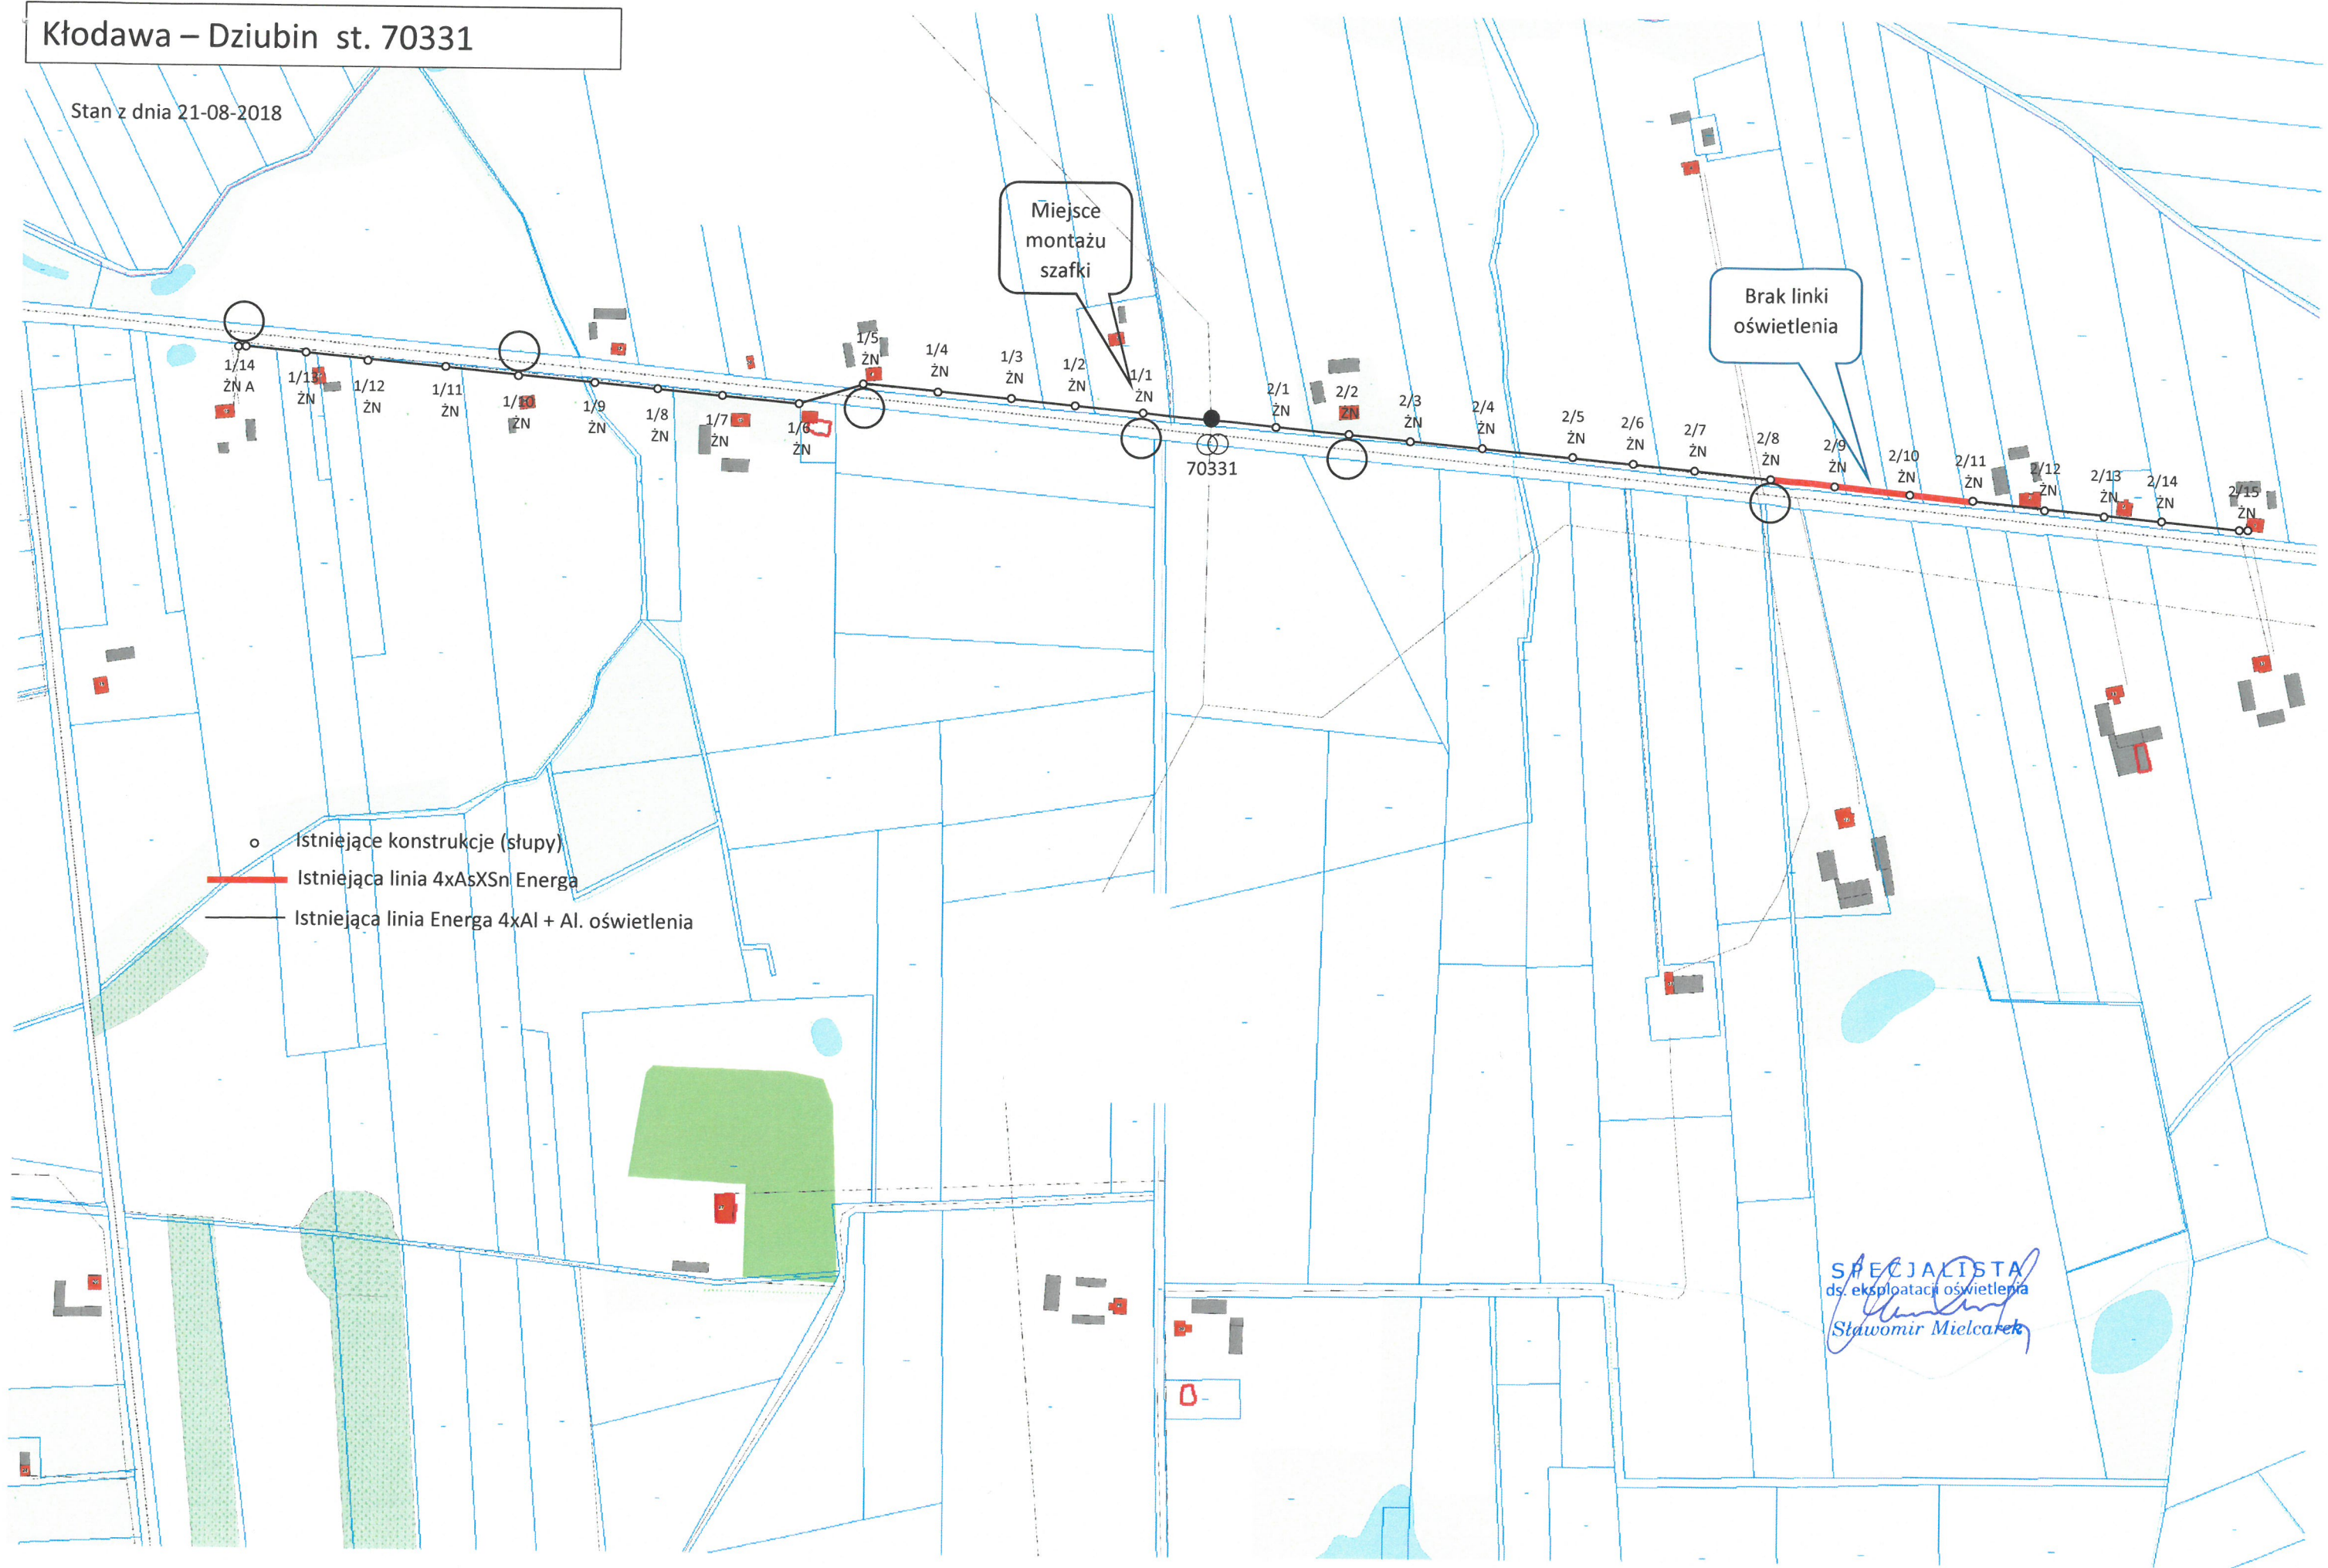 Kłodawa – Dziubin st. 70331
Stan z dnia 21-08-2018
Miejsce
montażu
szafki
Brak linki
oświetlenia
1/14
ŻN A
1/13
ŻN
1/12
ŻN
1/11
ŻN
1/10
ŻN
1/9
ŻN
1/8
ŻN
1/7
ŻN
1/6
ŻN
1/5
ŻN
1/4
ŻN
1/3
ŻN
1/2
ŻN
1/1
ŻN
70331
2/1
ŻN
2/2
ŻN
2/3
ŻN
2/4
ŻN
2/5
ŻN
2/6
ŻN
2/7
ŻN
2/8
ŻN
2/9
ŻN
2/10
ŻN
2/11
ŻN
2/12
ŻN
2/13
ŻN
2/14
ŻN
2/15
ŻN
Istniejące konstrukcje (słupy)
Istniejąca linia 4xAsXSn Energa
Istniejąca linia Energa 4xAl + Al. oświetlenia
SPECJALISTA
ds. eksploatacji oświetlenia
Sławomir Mielcarek